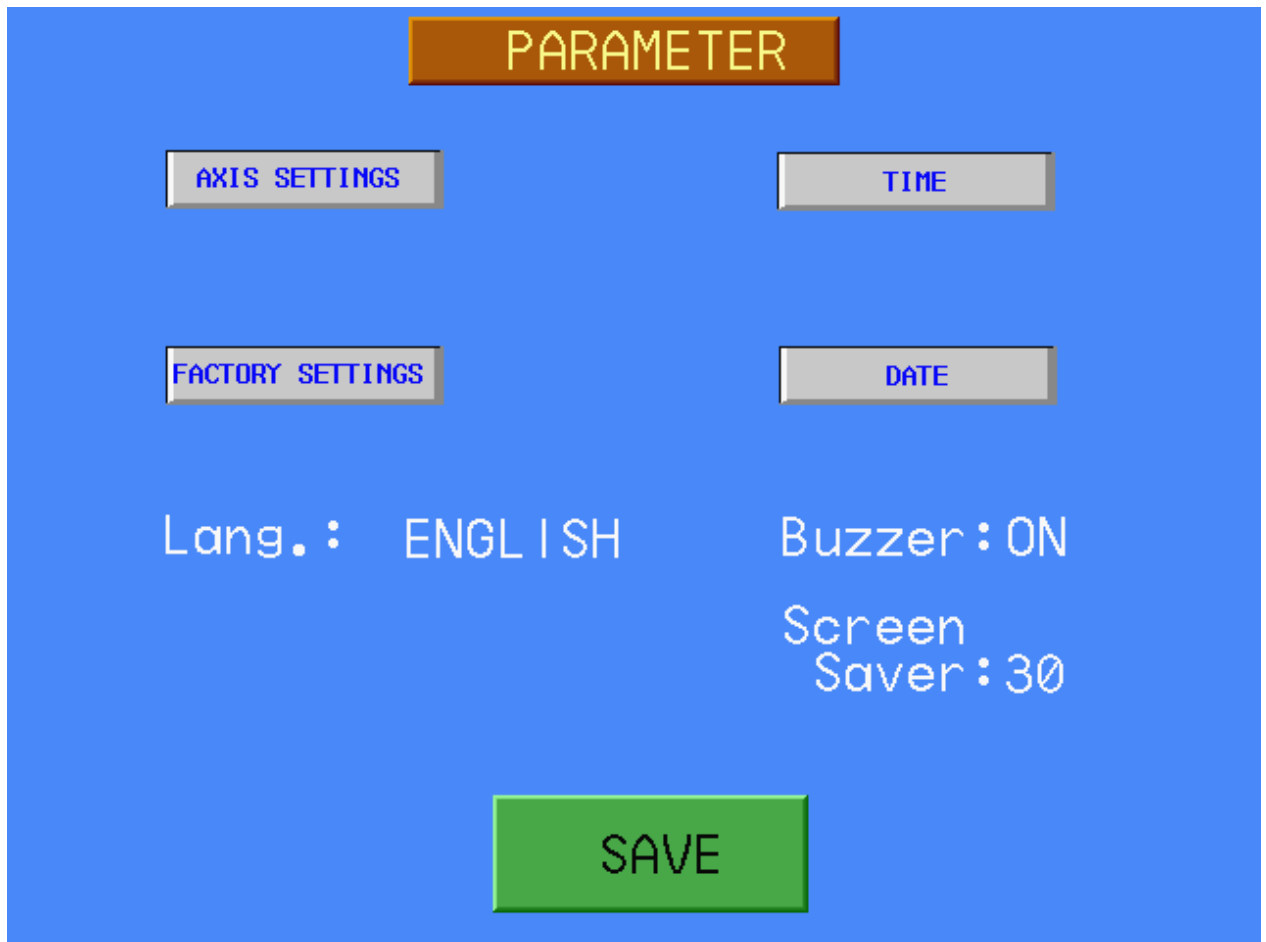 PARAMETER
AXIS SETTINGS
TIME
FACTORY SETTINGS
DATE
Lang.: ENGLISH
Buzzer:ON
Screen
Saver:30
SAVE